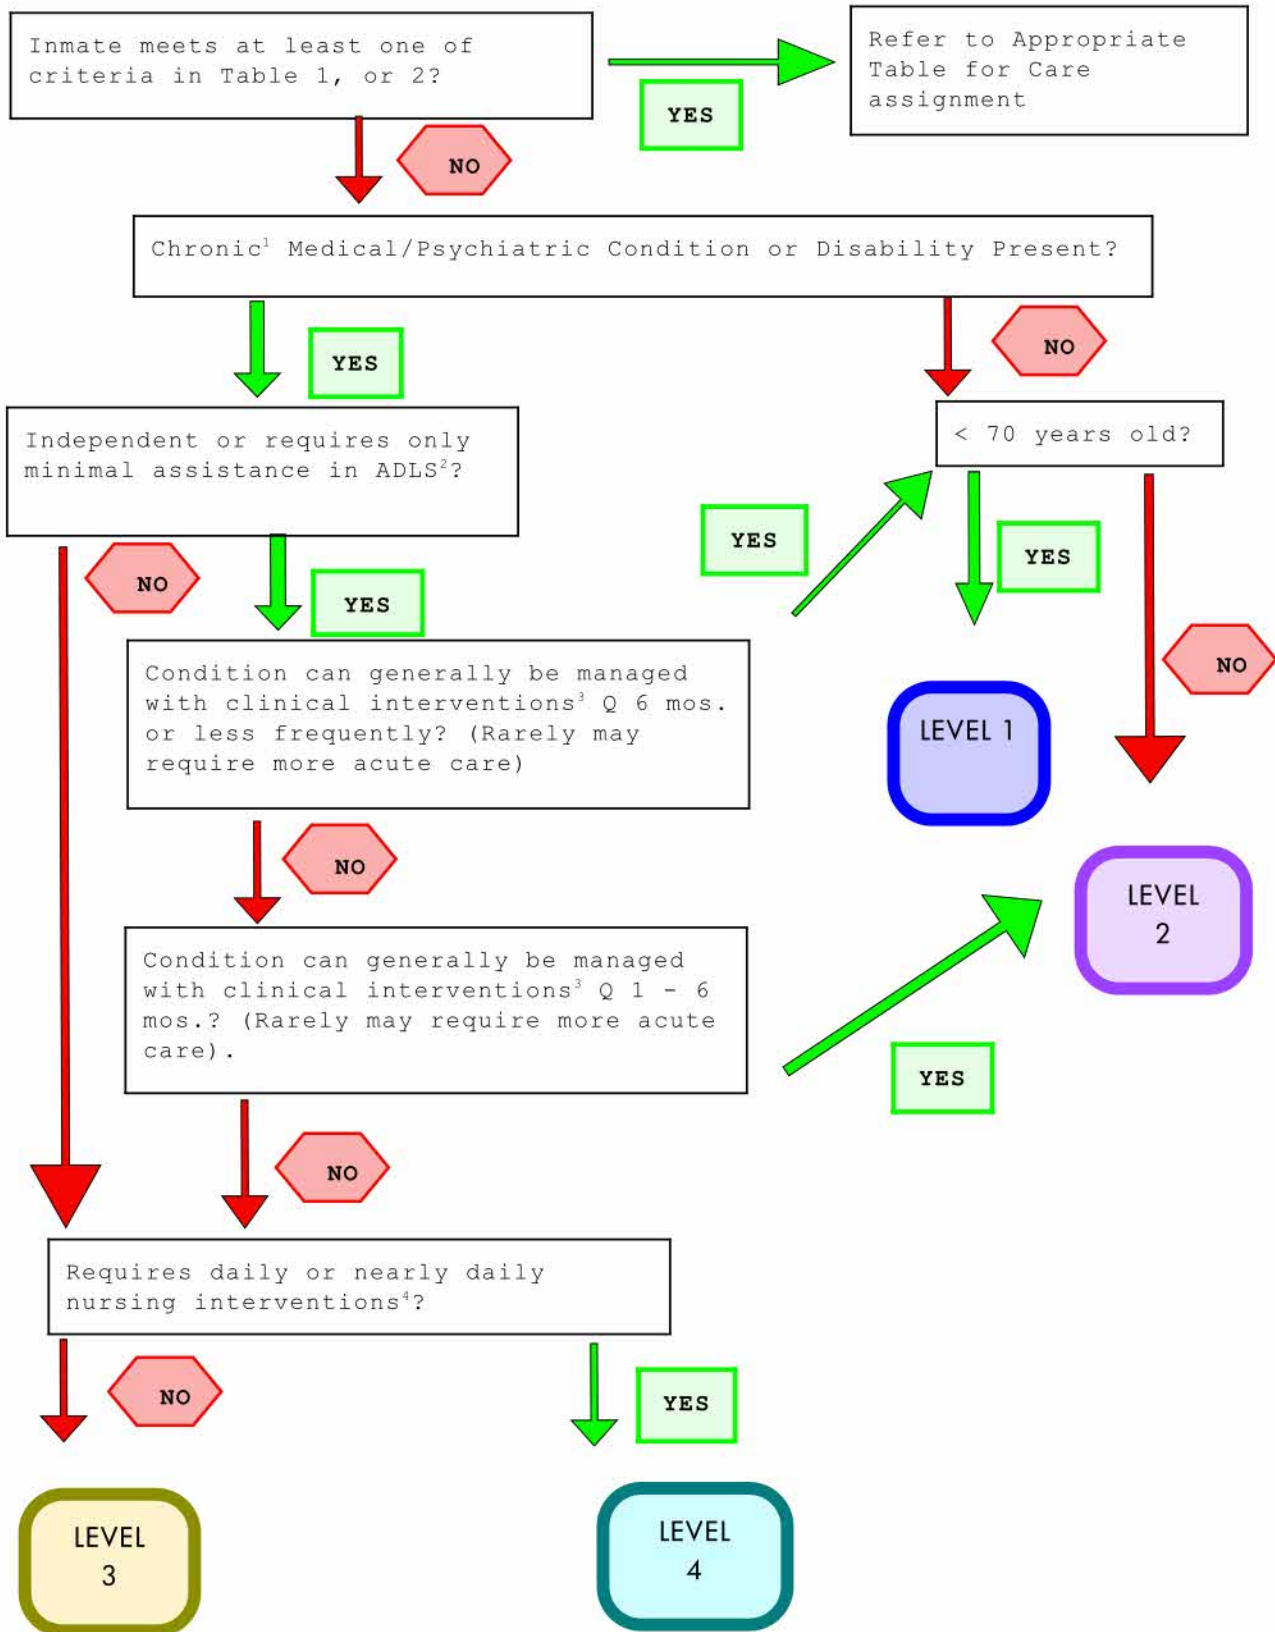 Inmate meets at least one of
criteria in Table 1, or 2?
YES
Refer to Appropriate
Table for Care
assignment
NO
Chronic¹ Medical/Psychiatric Condition or Disability Present?
YES
NO
Independent or requires only
minimal assistance in ADLS²?
< 70 years old?
NO
YES
YES
YES
NO
Condition can generally be managed
with clinical interventions³ Q 6 mos.
or less frequently? (Rarely may
require more acute care)
LEVEL 1
NO
LEVEL
2
Condition can generally be managed
with clinical interventions³ Q 1 - 6
mos.? (Rarely may require more acute
care).
YES
NO
Requires daily or nearly daily
nursing interventions⁴?
NO
YES
LEVEL
3
LEVEL
4